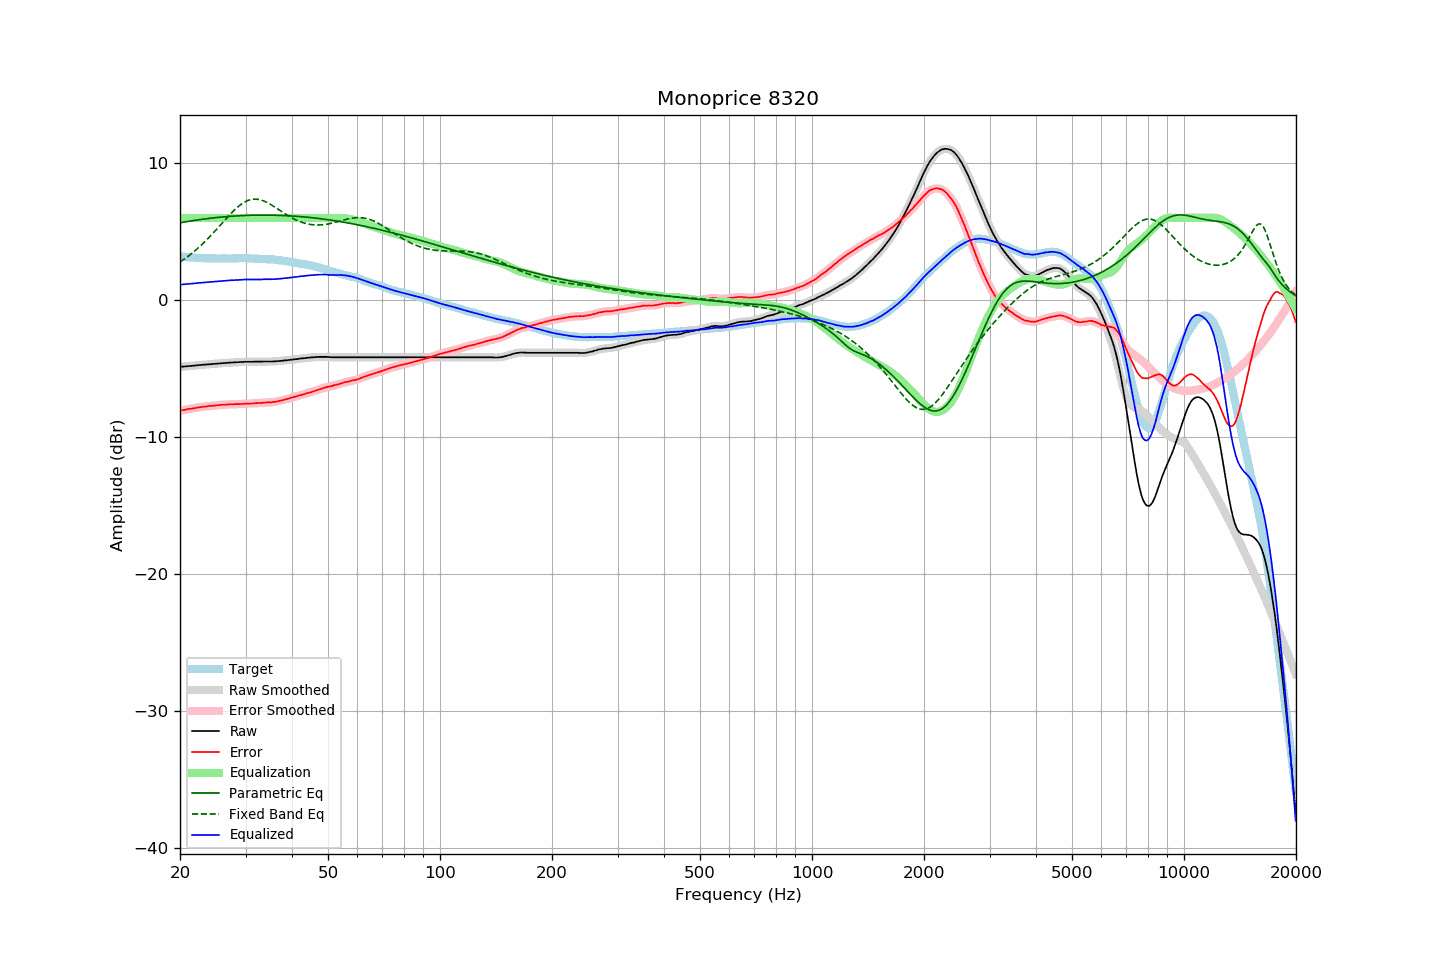 Monoprice 8320
Amplitude (dBr)
10
0
−10
−20
−30
−40
Target
Raw Smoothed
Error Smoothed
Raw
Error
Equalization
Parametric Eq
Fixed Band Eq
Equalized
20 50 100 200 500 1000 2000 5000 10000 20000
Frequency (Hz)